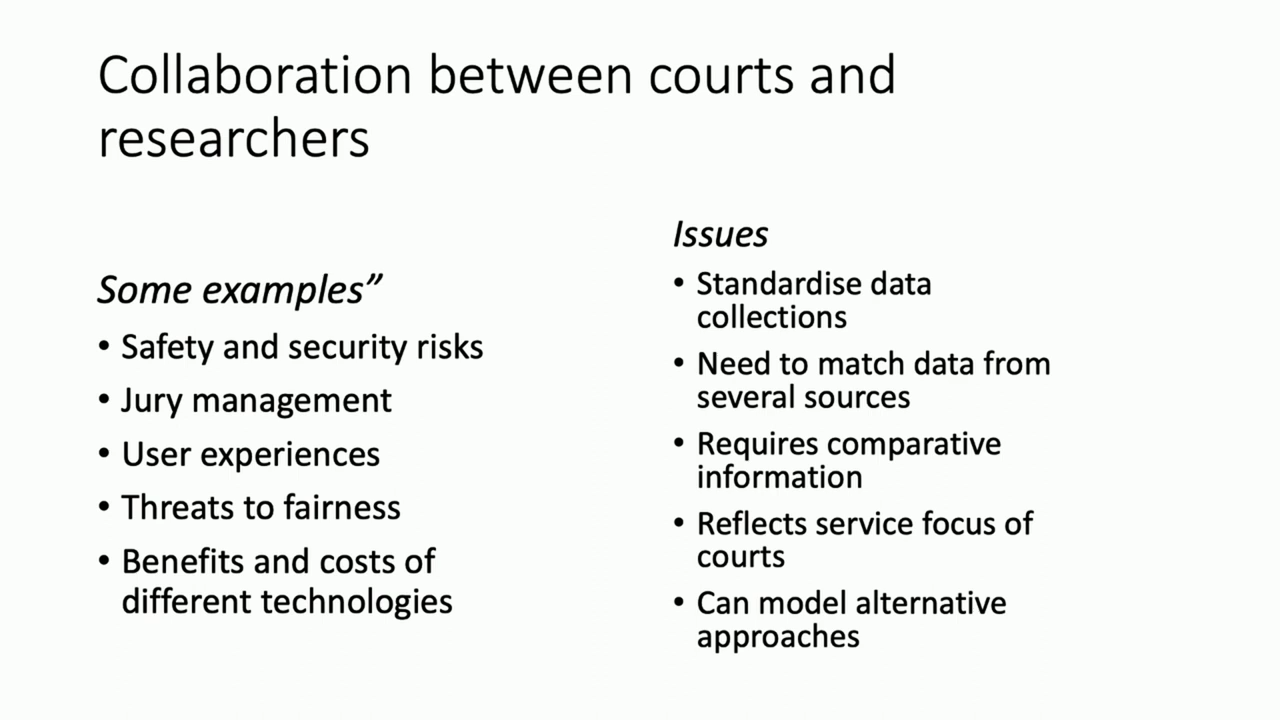 Collaboration between courts and
researchers
Some examples”
• Safety and security risks
• Jury management
• User experiences
• Threats to fairness
• Benefits and costs of
different technologies
Issues
• Standardise data
collections
• Need to match data from
several sources
• Requires comparative
information
• Reflects service focus of
courts
• Can model alternative
approaches